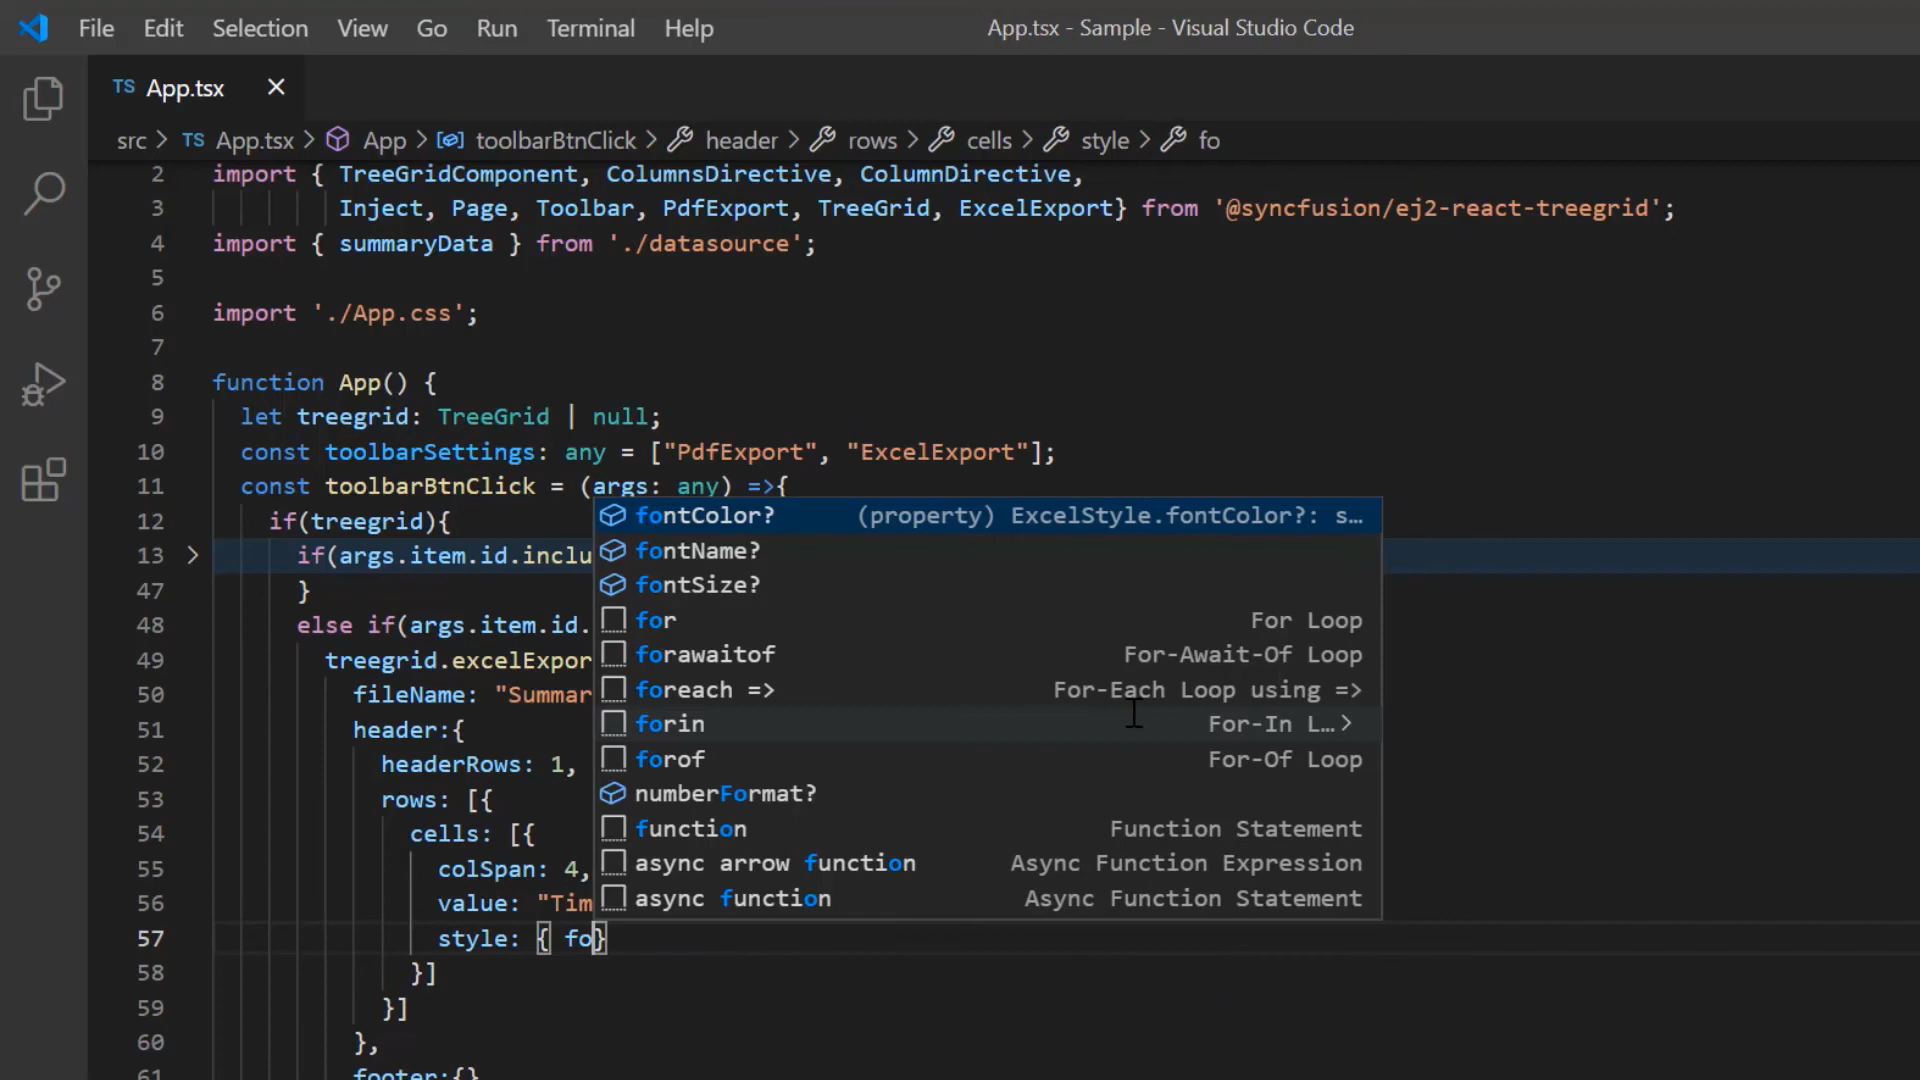 File Edit Selection View Go Run Terminal Help App.tsx - Sample - Visual Studio Code
TS App.tsx ×
src > TS App.tsx > App > toolbarBtnClick > header > rows > cells > style > fo
2 import { TreeGridComponent, ColumnsDirective, ColumnDirective,
3 Inject, Page, Toolbar, PdfExport, TreeGrid, ExcelExport} from '@syncfusion/ej2-react-treegrid';
4 import { summaryData } from './datasource';
5
6 import './App.css';
7
8 function App() {
9 let treegrid: TreeGrid | null;
10 const toolbarSettings: any = ["PdfExport", "ExcelExport"];
11 const toolbarBtnClick = (args: any) =>{
12 if(treegrid){
13 > if(args.item.id.inclu
47 }
48 else if(args.item.id.
49 treegrid.excelExpor
50 fileName: "Summar
51 header:{
52 headerRows: 1,
53 rows: [{
54 cells: [{
55 colSpan: 4,
56 value: "Tim
57 style: { fo}
58 }]
59 }]
60 },
61 footer:{}
fontColor? (property) ExcelStyle.fontColor?: s…
fontName?
fontSize?
for For Loop
forawaitof For-Await-Of Loop
foreach => For-Each Loop using =>
forin For-In L… >
forof For-Of Loop
numberFormat?
function Function Statement
async arrow function Async Function Expression
async function Async Function Statement